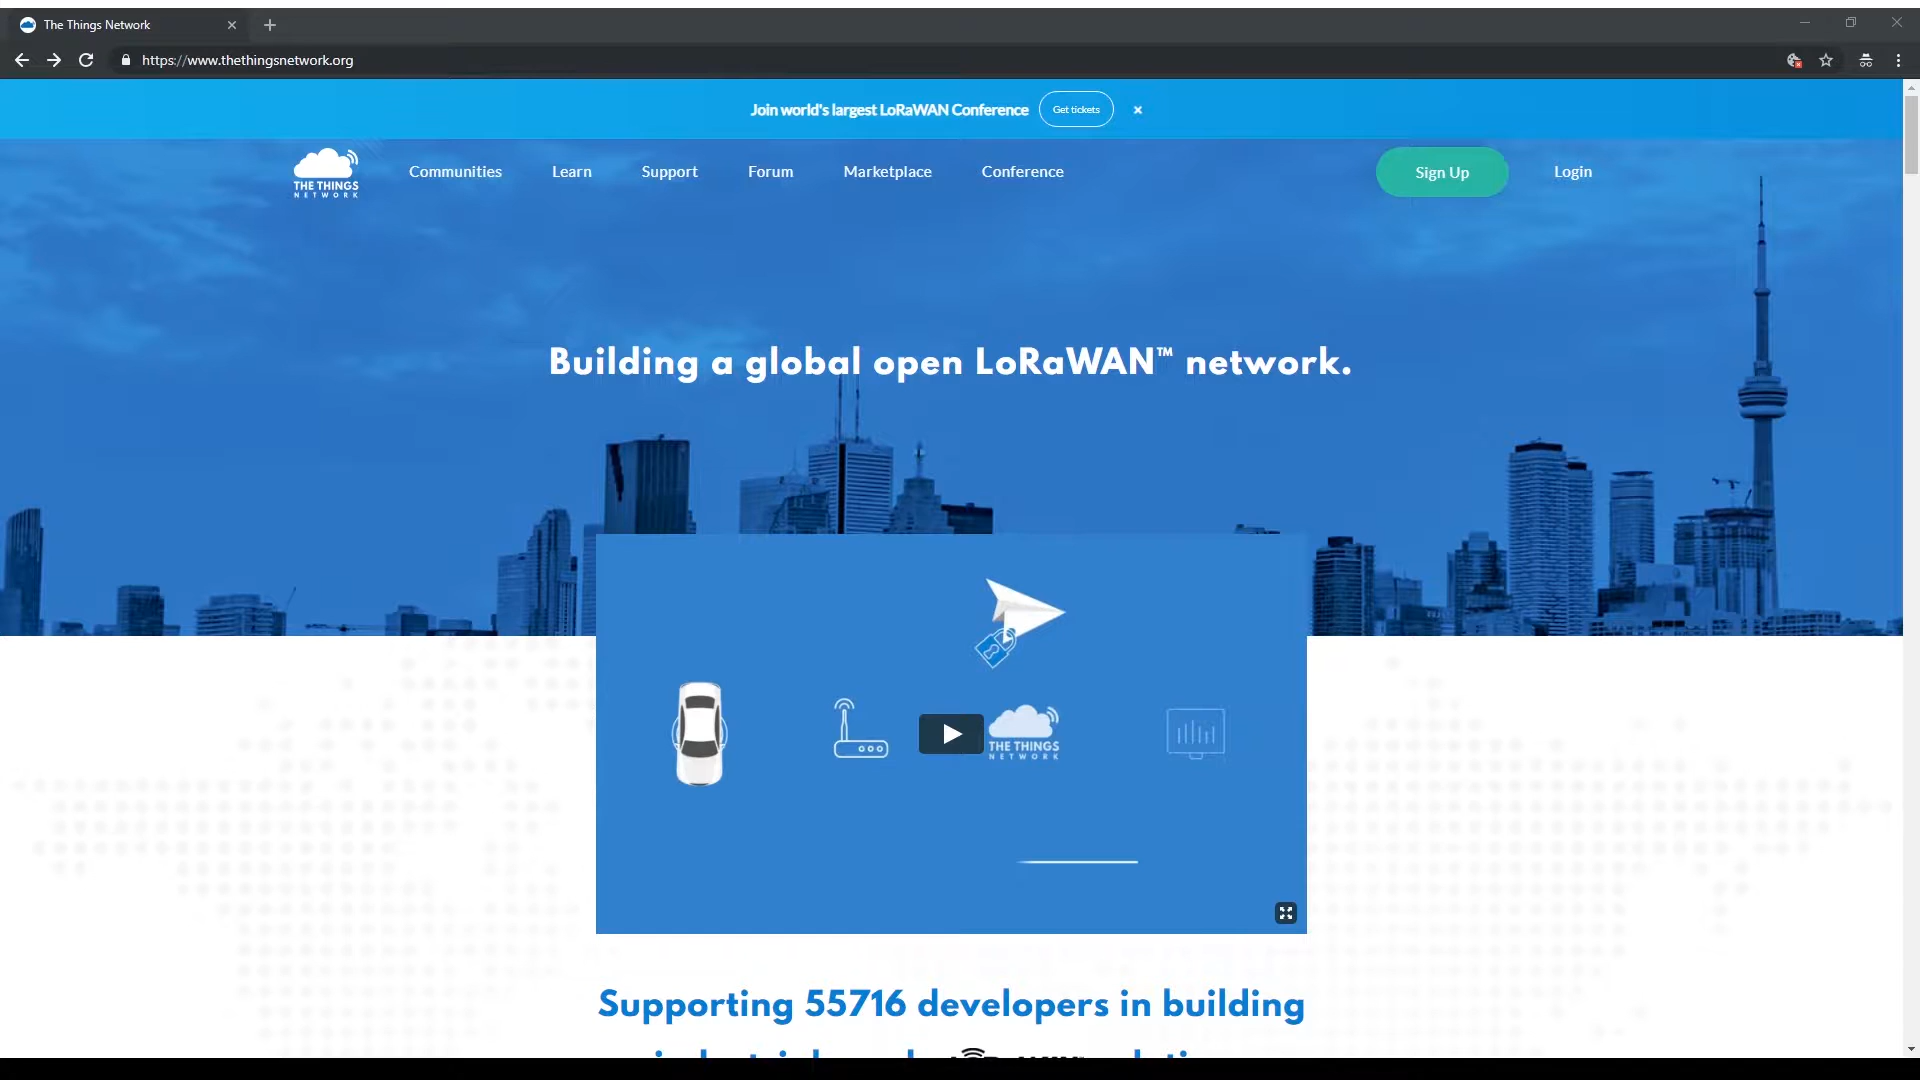 The Things Network
https://www.thethingsnetwork.org
Join world's largest LoRaWAN Conference
Get tickets
THE THINGS
NETWORK
Communities
Learn
Support
Forum
Marketplace
Conference
Sign Up
Login
Building a global open LoRaWAN™ network.
THE THINGS
NETWORK
Supporting 55716 developers in building